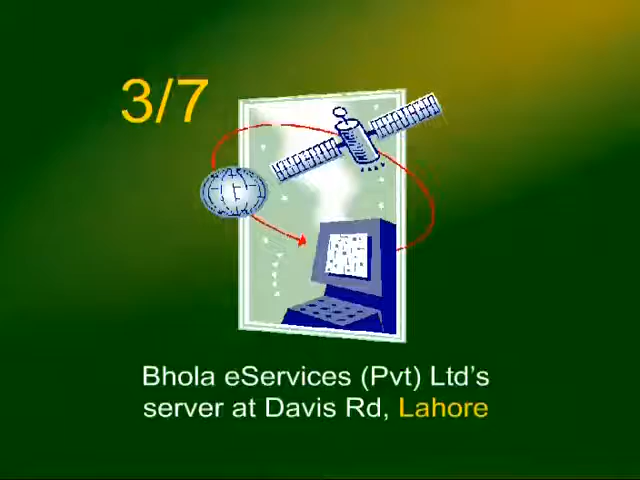 3/7
Bhola eServices (Pvt) Ltd's
server at Davis Rd, Lahore